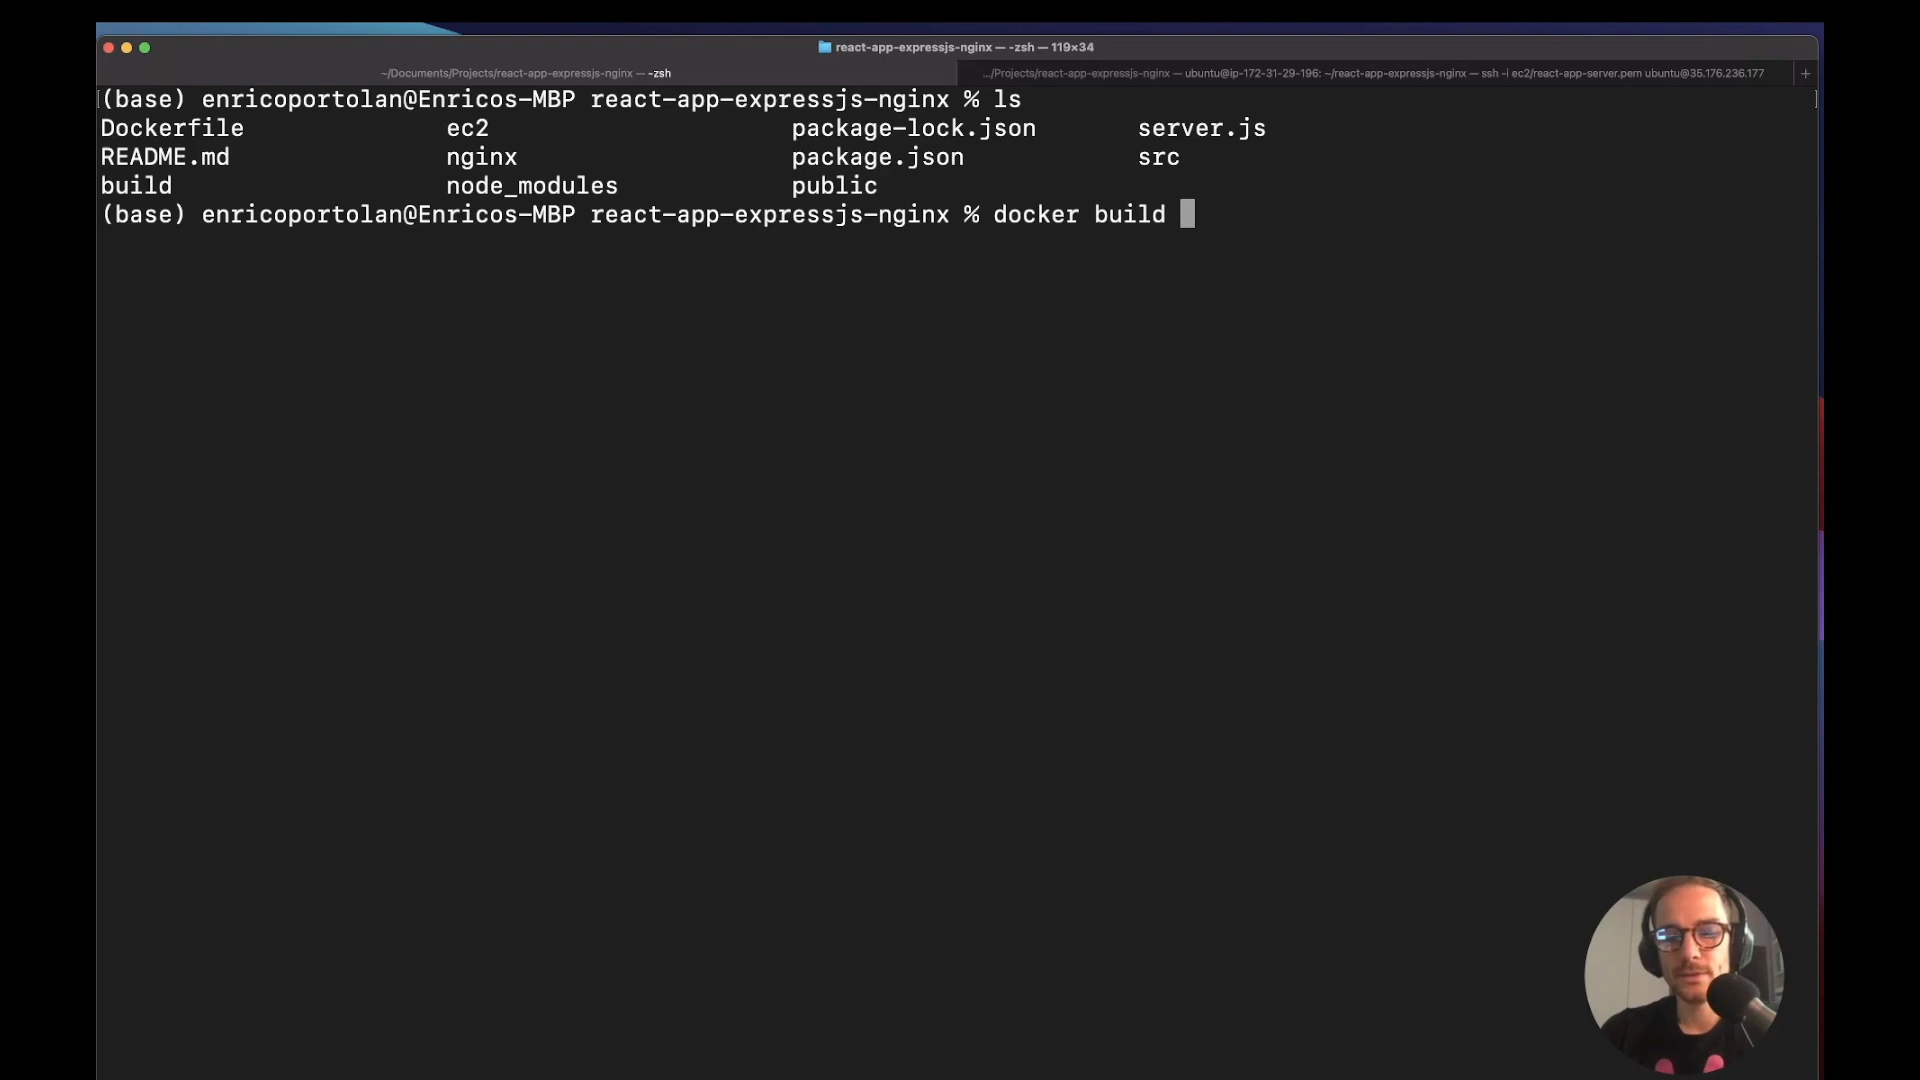 react-app-expressjs-nginx — -zsh — 119×34
~/Documents/Projects/react-app-expressjs-nginx — -zsh
.../Projects/react-app-expressjs-nginx — ubuntu@ip-172-31-29-196: ~/react-app-expressjs-nginx — ssh -i ec2/react-app-server.pem ubuntu@35.176.236.177
(base) enricoportolan@Enricos-MBP react-app-expressjs-nginx % ls
Dockerfile ec2 package-lock.json server.js
README.md nginx package.json src
build node_modules public
(base) enricoportolan@Enricos-MBP react-app-expressjs-nginx % docker build